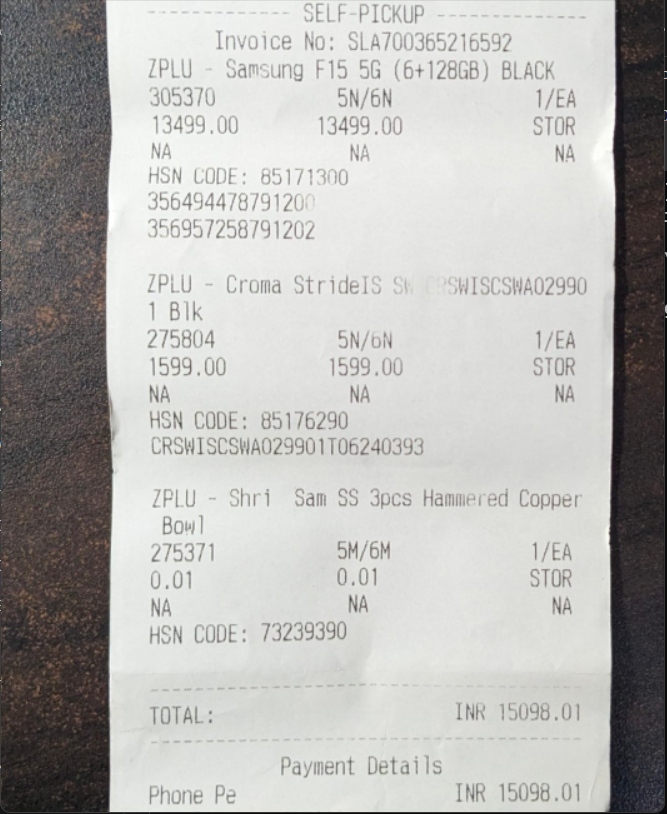 ------------ SELF-PICKUP ---------------
Invoice No: SLA700365216592
ZPLU - Samsung F15 5G (6+128GB) BLACK
305370 5N/6N 1/EA
13499.00 13499.00 STOR
NA NA NA
HSN CODE: 85171300
356494478791200
356957258791202
ZPLU - Croma StrideIS SW CRSWISCSWA02990
1 Blk
275804 5N/6N 1/EA
1599.00 1599.00 STOR
NA NA NA
HSN CODE: 85176290
CRSWISCSWA029901T06240393
ZPLU - Shri Sam SS 3pcs Hammered Copper
Bowl
275371 5M/6M 1/EA
0.01 0.01 STOR
NA NA NA
HSN CODE: 73239390
TOTAL: INR 15098.01
Payment Details
Phone Pe INR 15098.01